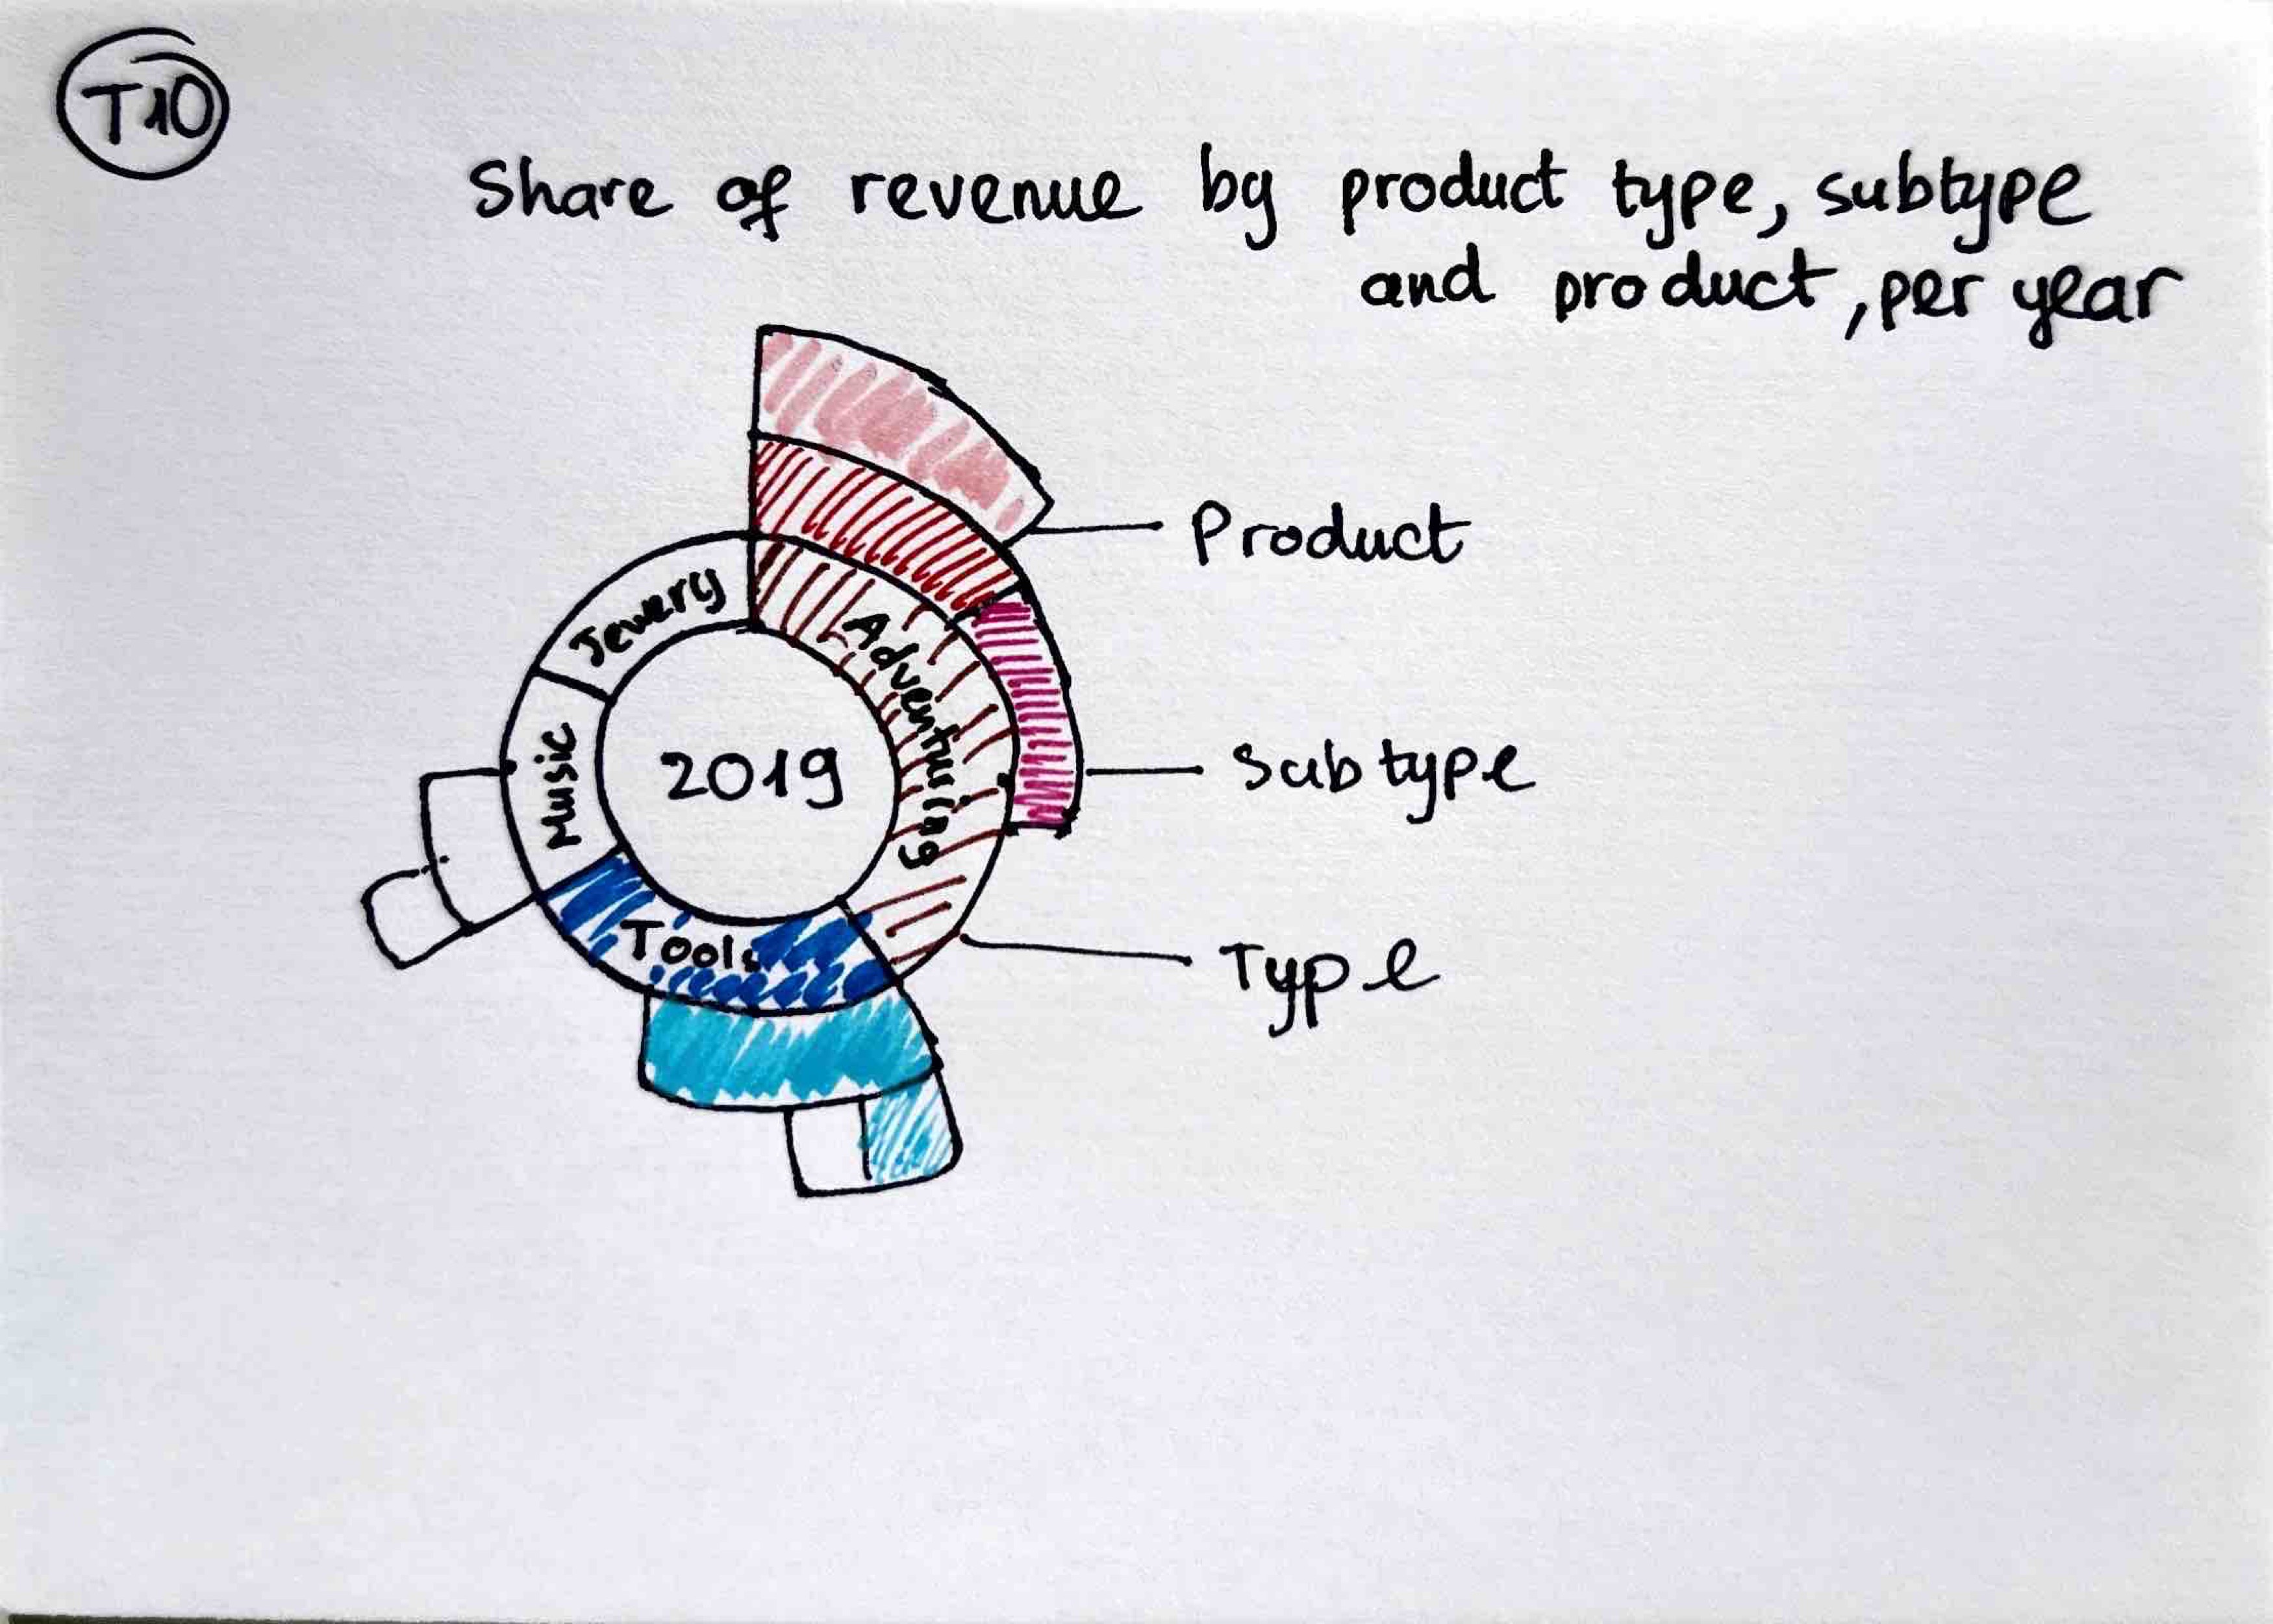 T10
Share of revenue by product type, subtype
and product, per year
Product
Jewery
Adventuring
Music
2019
Subtype
Tools
Type